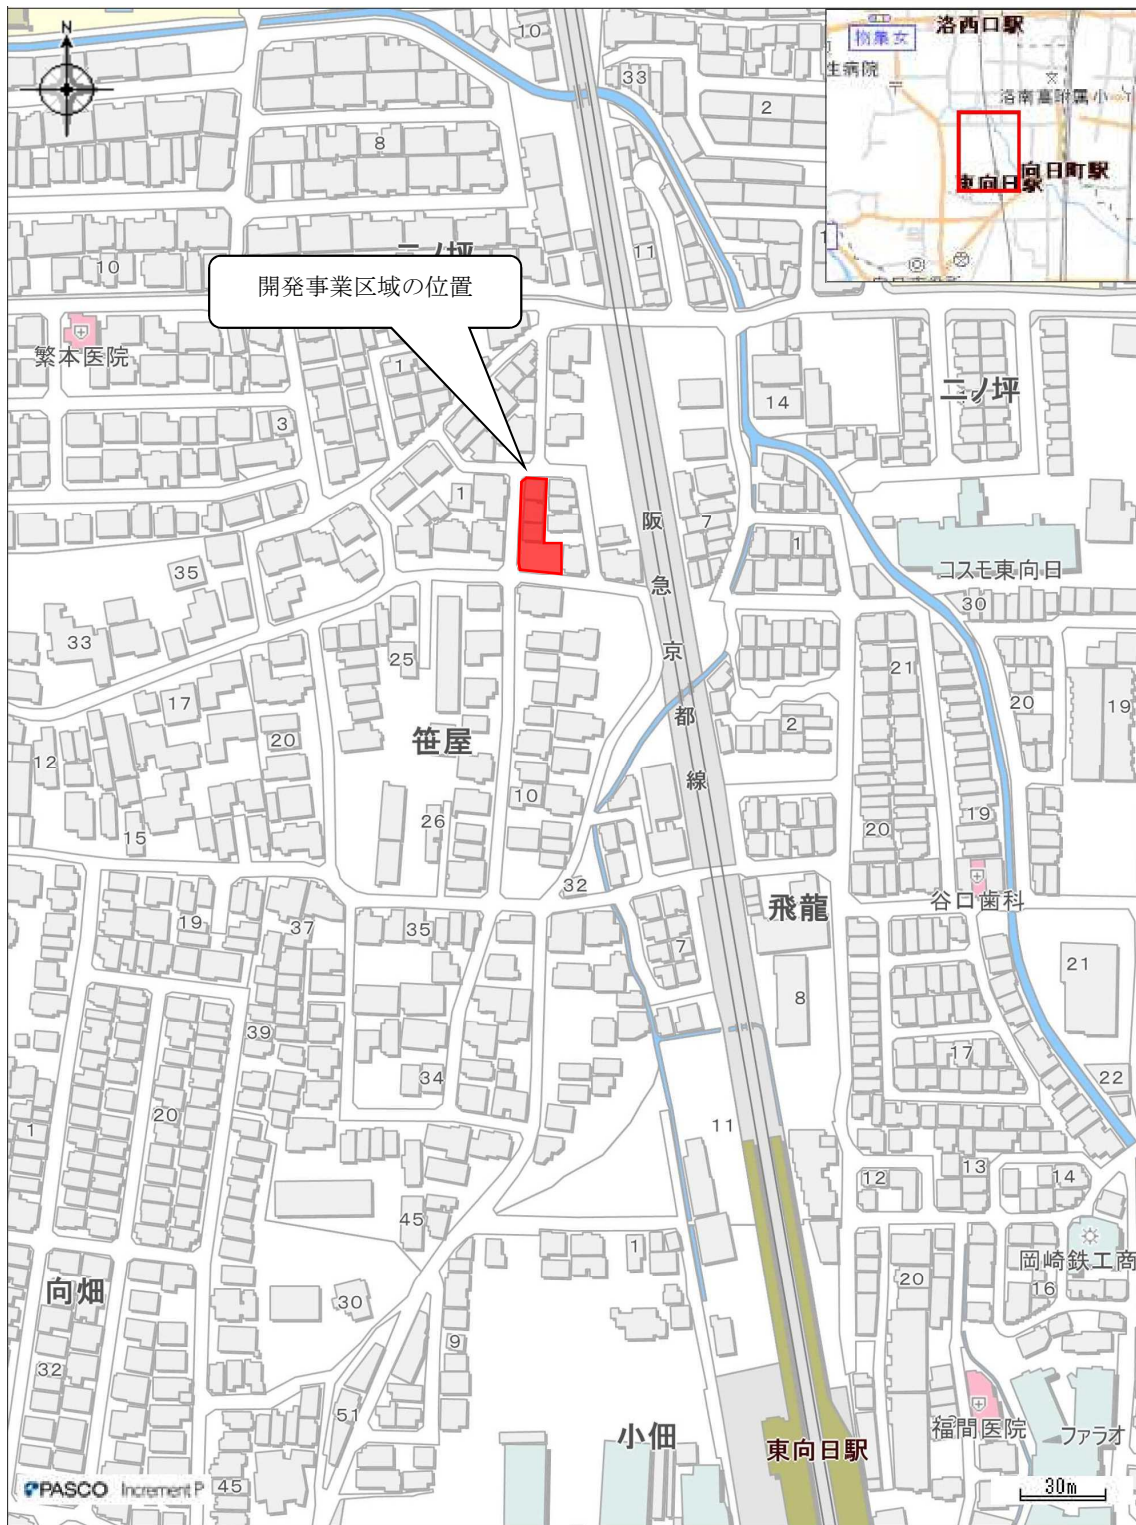 N
10
33
2
8
二ノ坪
10
11
物集女
洛西口駅
生病院
洛南高附属小
向日町駅
東向日駅
開発事業区域の位置
繁本医院
1
3
14
二ノ坪
1
阪急京都線
7
1
コスモ東向日
30
35
33
25
21
17
20
20
19
2
笹屋
12
10
15
26
20
19
谷口歯科
32
飛龍
19
37
35
7
21
8
39
17
34
22
20
1
11
12
13
14
45
1
岡崎鉄工商
向畑
30
20
16
9
32
51
福間医院
ファラオ
小佃
東向日駅
45
PASCO Increment P
30m